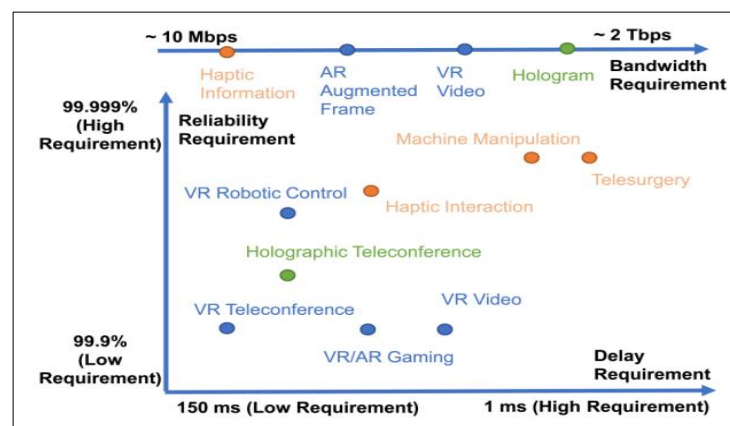 ~ 10 Mbps
~ 2 Tbps
Haptic
Information
AR
Augmented
Frame
VR
Video
Hologram
Bandwidth
Requirement
99.999%
(High
Requirement)
Reliability
Requirement
Machine Manipulation
Telesurgery
VR Robotic Control
Haptic Interaction
Holographic Teleconference
VR Teleconference
VR Video
VR/AR Gaming
99.9%
(Low
Requirement)
Delay
Requirement
150 ms (Low Requirement)
1 ms (High Requirement)